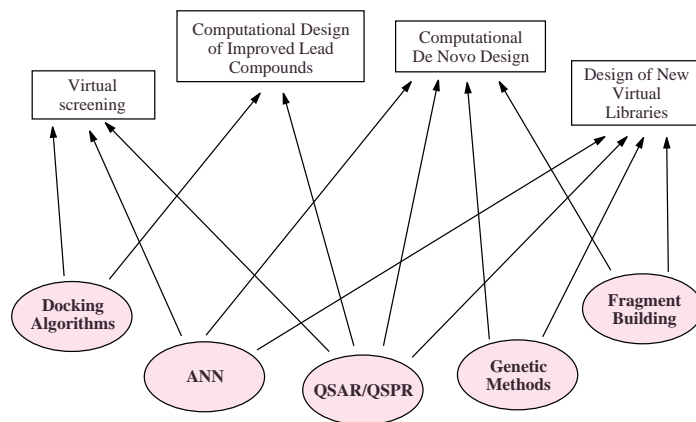 Computational Design
of Improved Lead
Compounds
Computational
De Novo Design
Virtual
screening
Design of New
Virtual
Libraries
Docking
Algorithms
Fragment
Building
ANN
QSAR/QSPR
Genetic
Methods